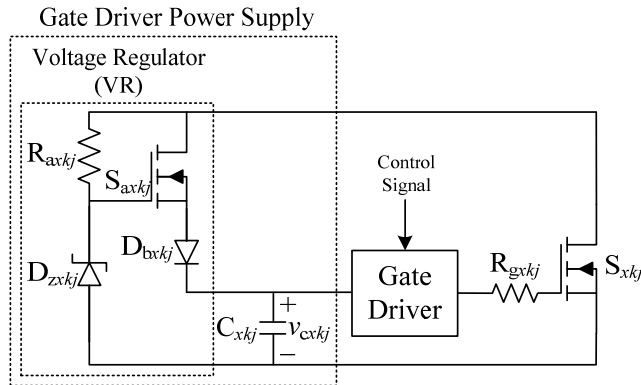 Gate Driver Power Supply
Voltage Regulator
(VR)
Raxkj
Saxkj
Control
Signal
Dbxkj
Dzxkj
Rgxkj
Sxkj
Gate
Driver
+
Cxkj
vcxkj
−